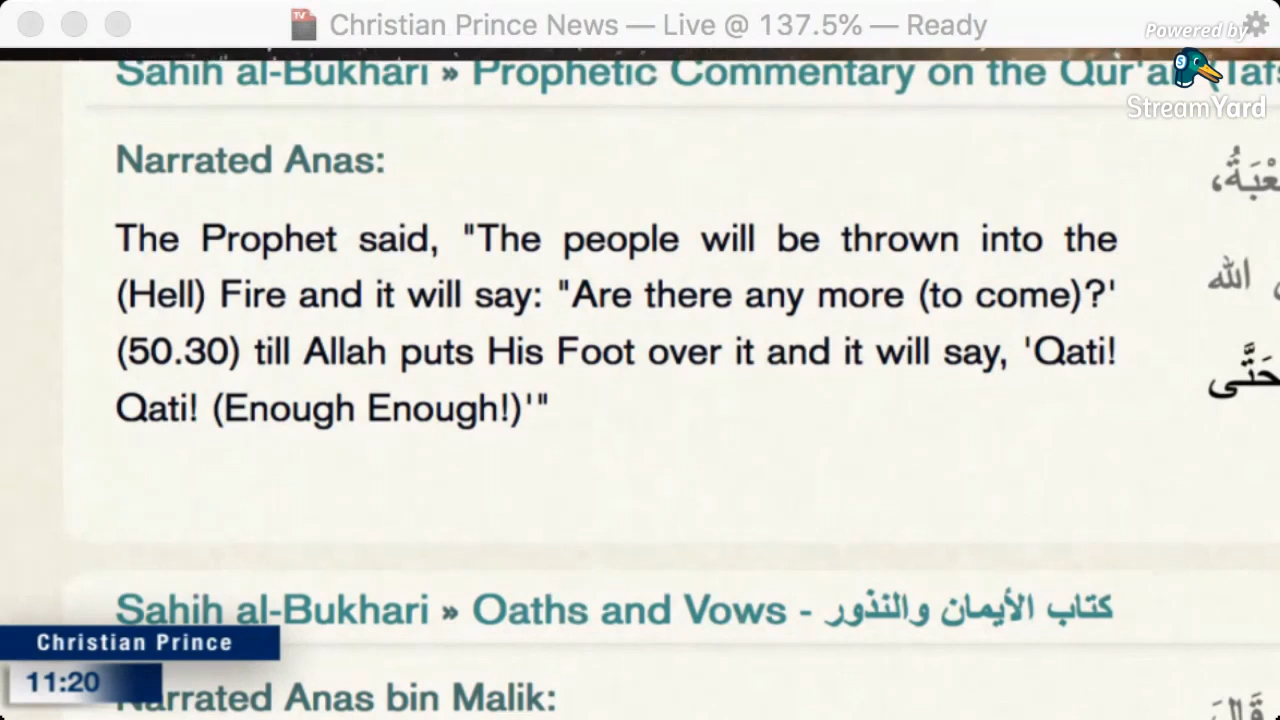 Christian Prince News — Live @ 137.5% — Ready
Powered by
StreamYard
Sahih al-Bukhari » Prophetic Commentary on the Qur'a
Narrated Anas:
The Prophet said, "The people will be thrown into the
(Hell) Fire and it will say: "Are there any more (to come)?'
(50.30) till Allah puts His Foot over it and it will say, 'Qati!
Qati! (Enough Enough!)'"
الله
حَتَّى
Sahih al-Bukhari » Oaths and Vows - كتاب الأيمان والنذور
Christian Prince
11:20
Narrated Anas bin Malik: